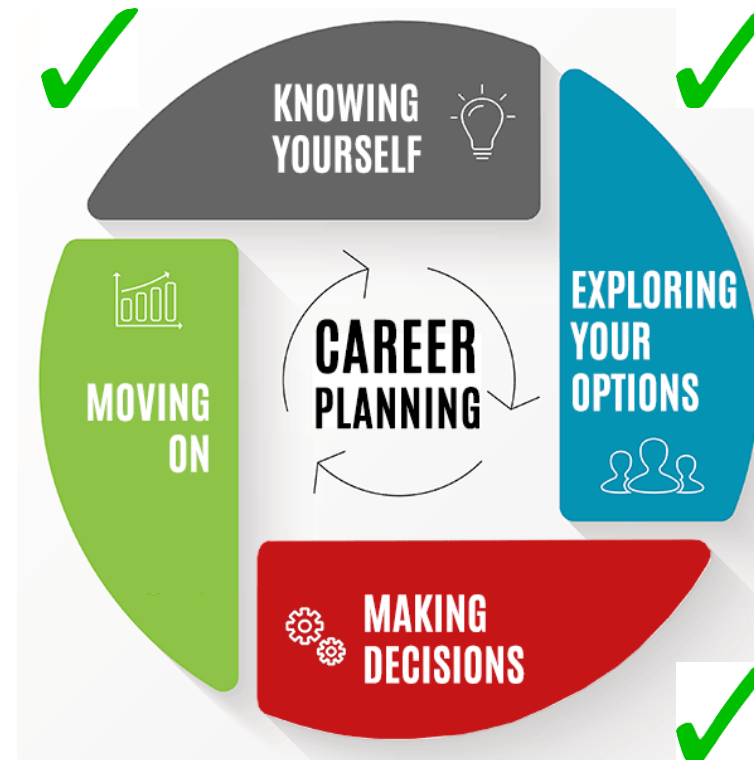 KNOWING
YOURSELF
EXPLORING
YOUR
OPTIONS
CAREER
PLANNING
MOVING
ON
MAKING
DECISIONS